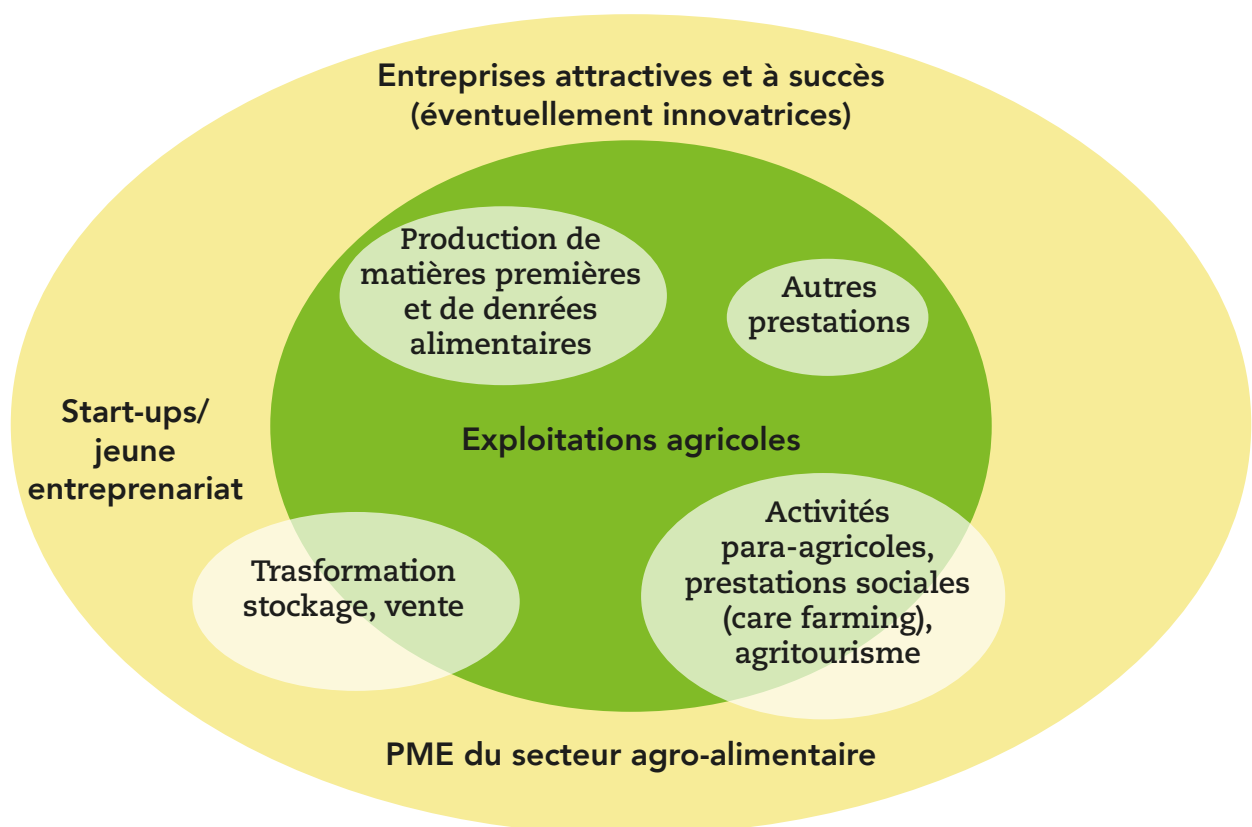 Entreprises attractives et à succès
(éventuellement innovatrices)
Production de
matières premières
et de denrées
alimentaires
Autres
prestations
Start-ups/
jeune
entreprenariat
Exploitations agricoles
Trasformation
stockage, vente
Activités
para-agricoles,
prestations sociales
(care farming),
agritourisme
PME du secteur agro-alimentaire